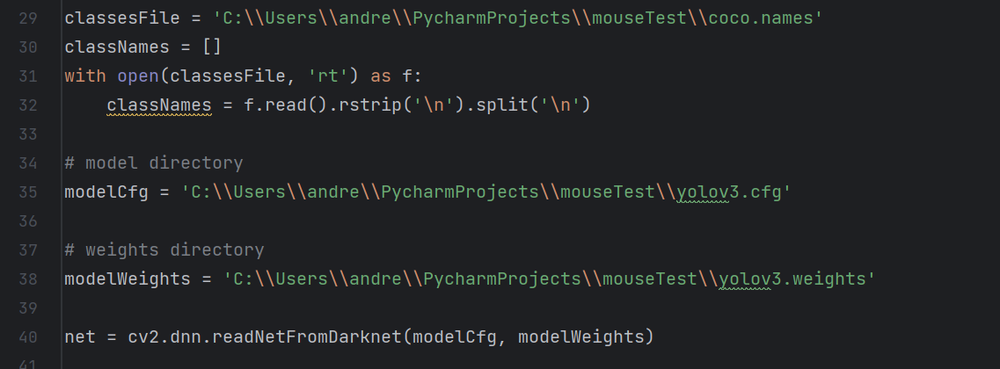 29 classesFile = 'C:\\Users\\andre\\PycharmProjects\\mouseTest\\coco.names'
30 classNames = []
31 with open(classesFile, 'rt') as f:
32     classNames = f.read().rstrip('\n').split('\n')
33
34 # model directory
35 modelCfg = 'C:\\Users\\andre\\PycharmProjects\\mouseTest\\yolov3.cfg'
36
37 # weights directory
38 modelWeights = 'C:\\Users\\andre\\PycharmProjects\\mouseTest\\yolov3.weights'
39
40 net = cv2.dnn.readNetFromDarknet(modelCfg, modelWeights)
41